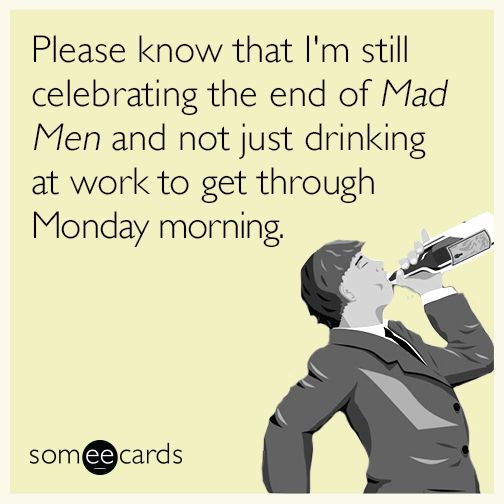 Please know that I'm still
celebrating the end of Mad
Men and not just drinking
at work to get through
Monday morning.
someecards